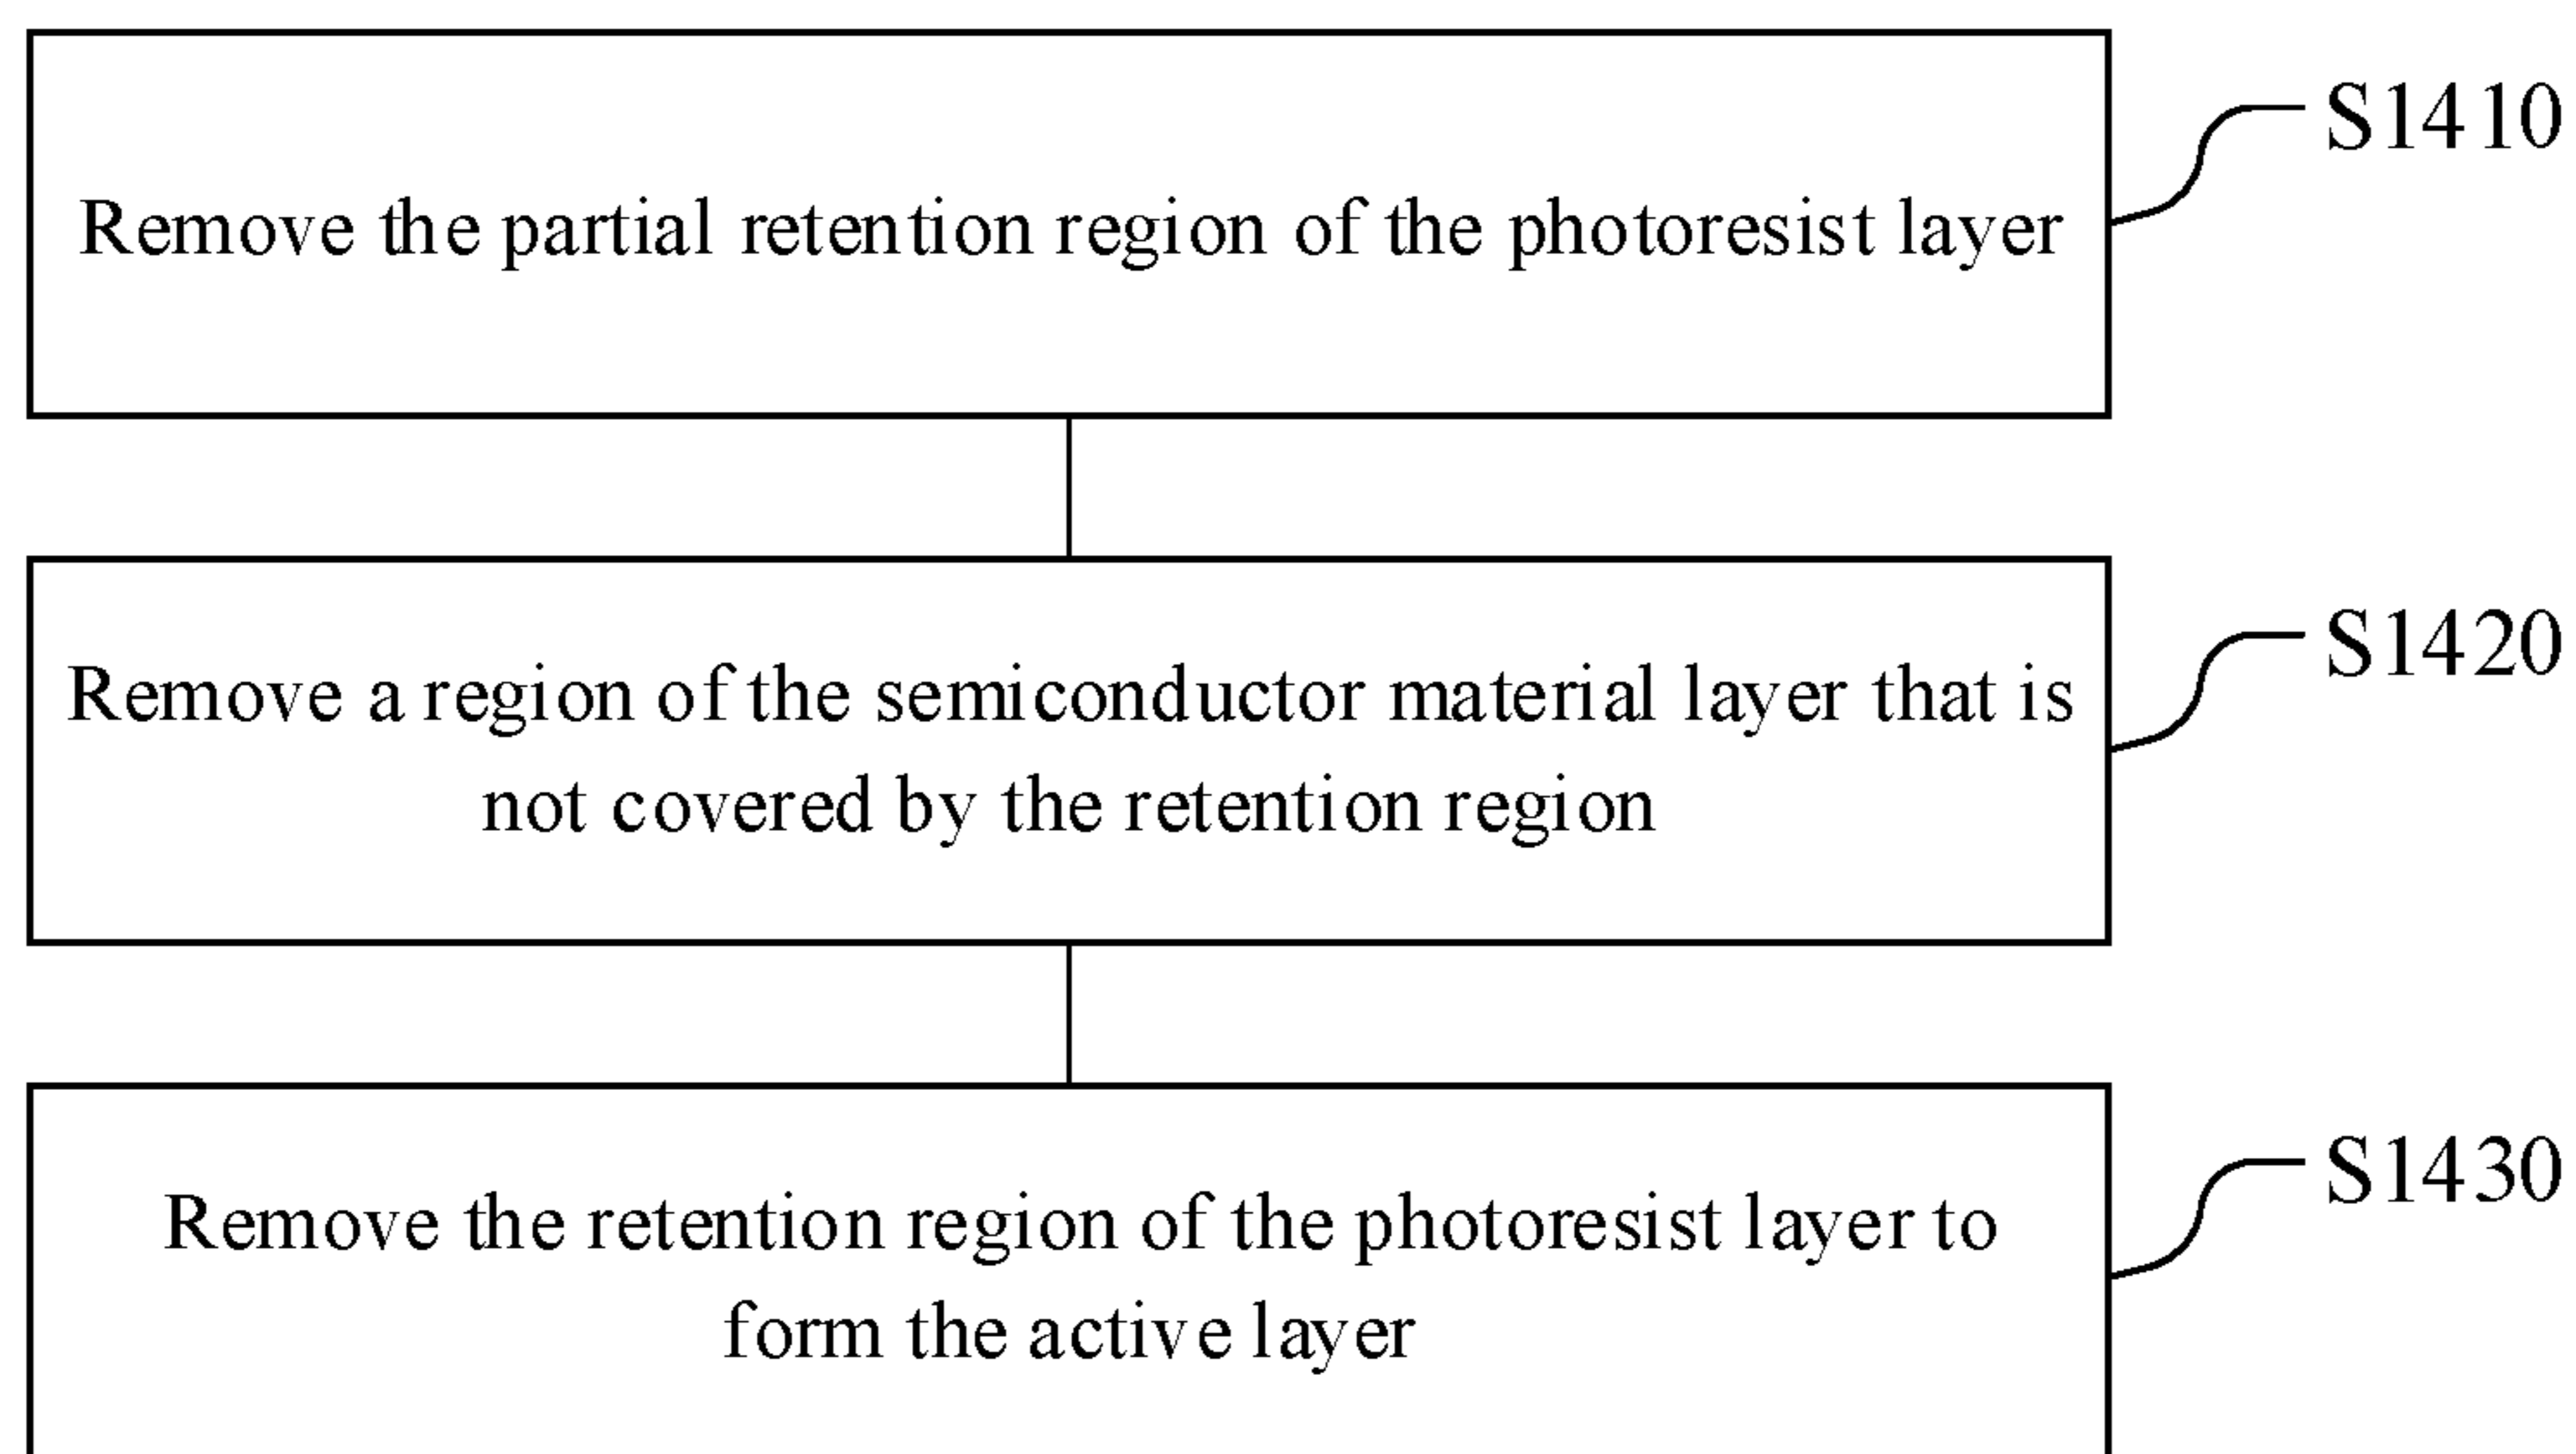 S1410
Remove the partial retention region of the photoresist layer
S1420
Remove a region of the semiconductor material layer that is
not covered by the retention region
S1430
Remove the retention region of the photoresist layer to
form the active layer